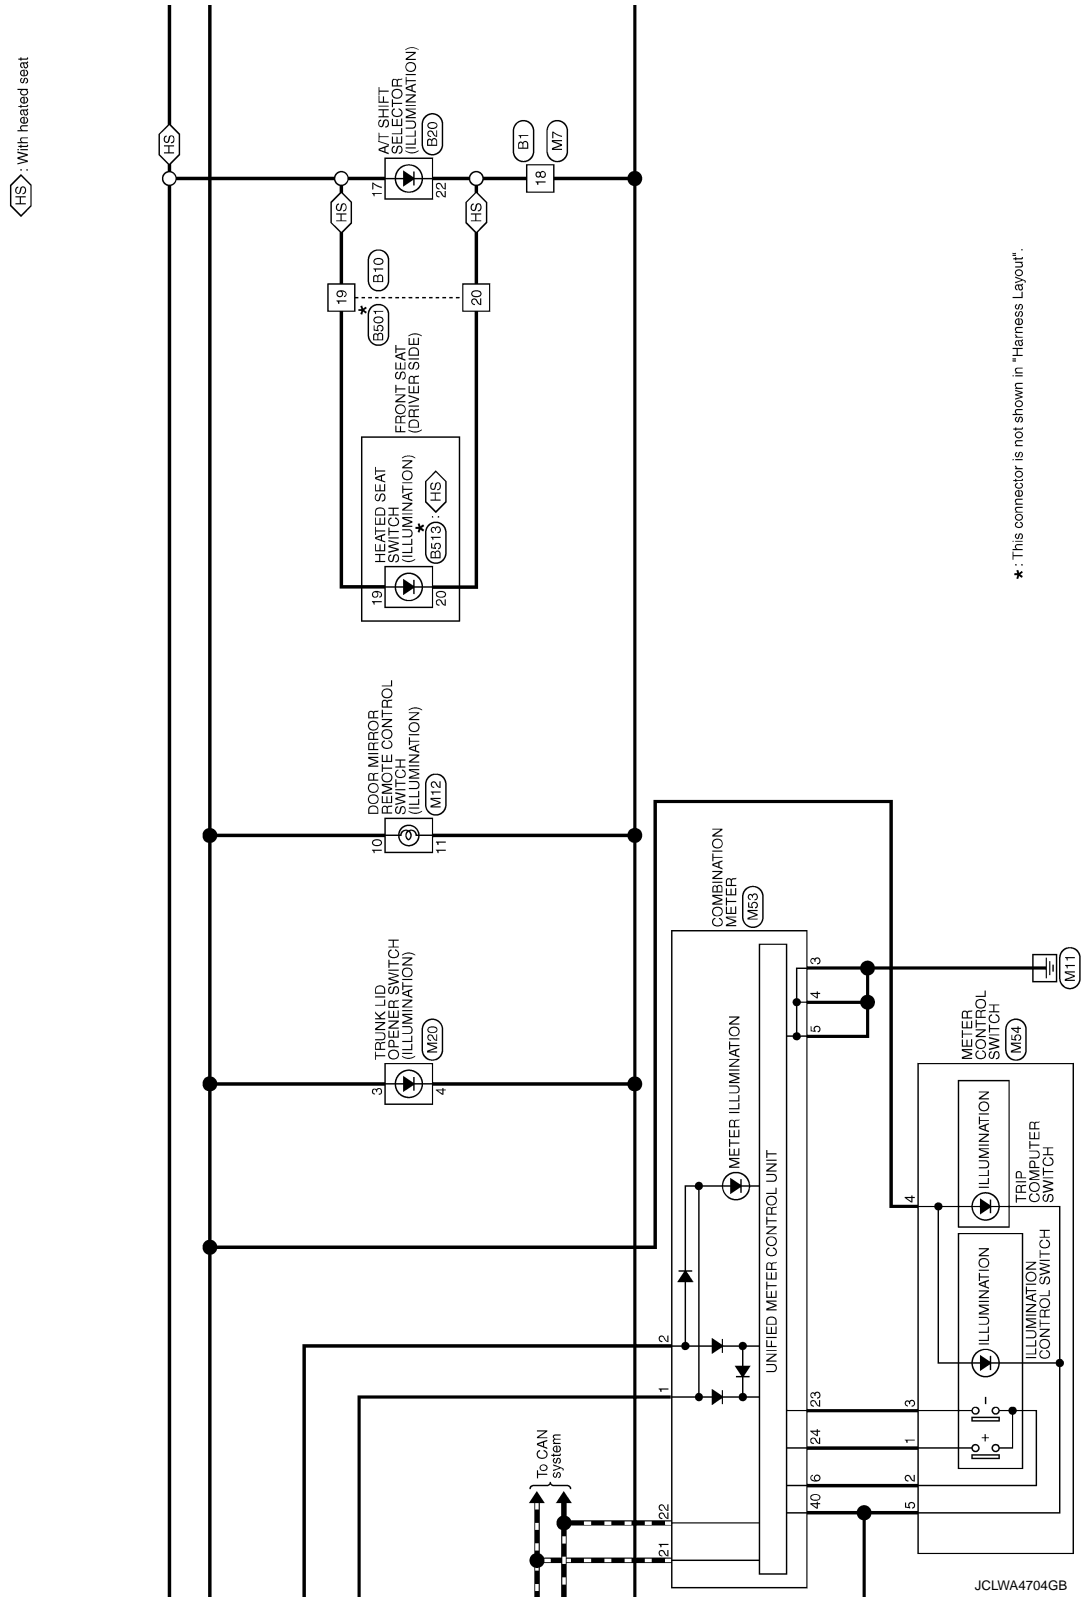 HS : With heated seat
HS
A/T SHIFT
SELECTOR
(ILLUMINATION)
B20
17
22
B1
M7
18
HS
HS
19
B10
*
B501
20
FRONT SEAT
(DRIVER SIDE)
HEATED SEAT
SWITCH
(ILLUMINATION)
*
B513 : HS
19
20
* : This connector is not shown in "Harness Layout".
DOOR MIRROR
REMOTE CONTROL
SWITCH
(ILLUMINATION)
M12
10
11
TRUNK LID
OPENER SWITCH
(ILLUMINATION)
M20
3
4
COMBINATION
METER
M53
METER ILLUMINATION
UNIFIED METER CONTROL UNIT
3
4
5
M11
METER
CONTROL
SWITCH
M54
ILLUMINATION
TRIP
COMPUTER
SWITCH
4
ILLUMINATION
ILLUMINATION
CONTROL SWITCH
2
1
23
3
–
24
1
+
6
2
40
5
To CAN
system
22
21
JCLWA4704GB